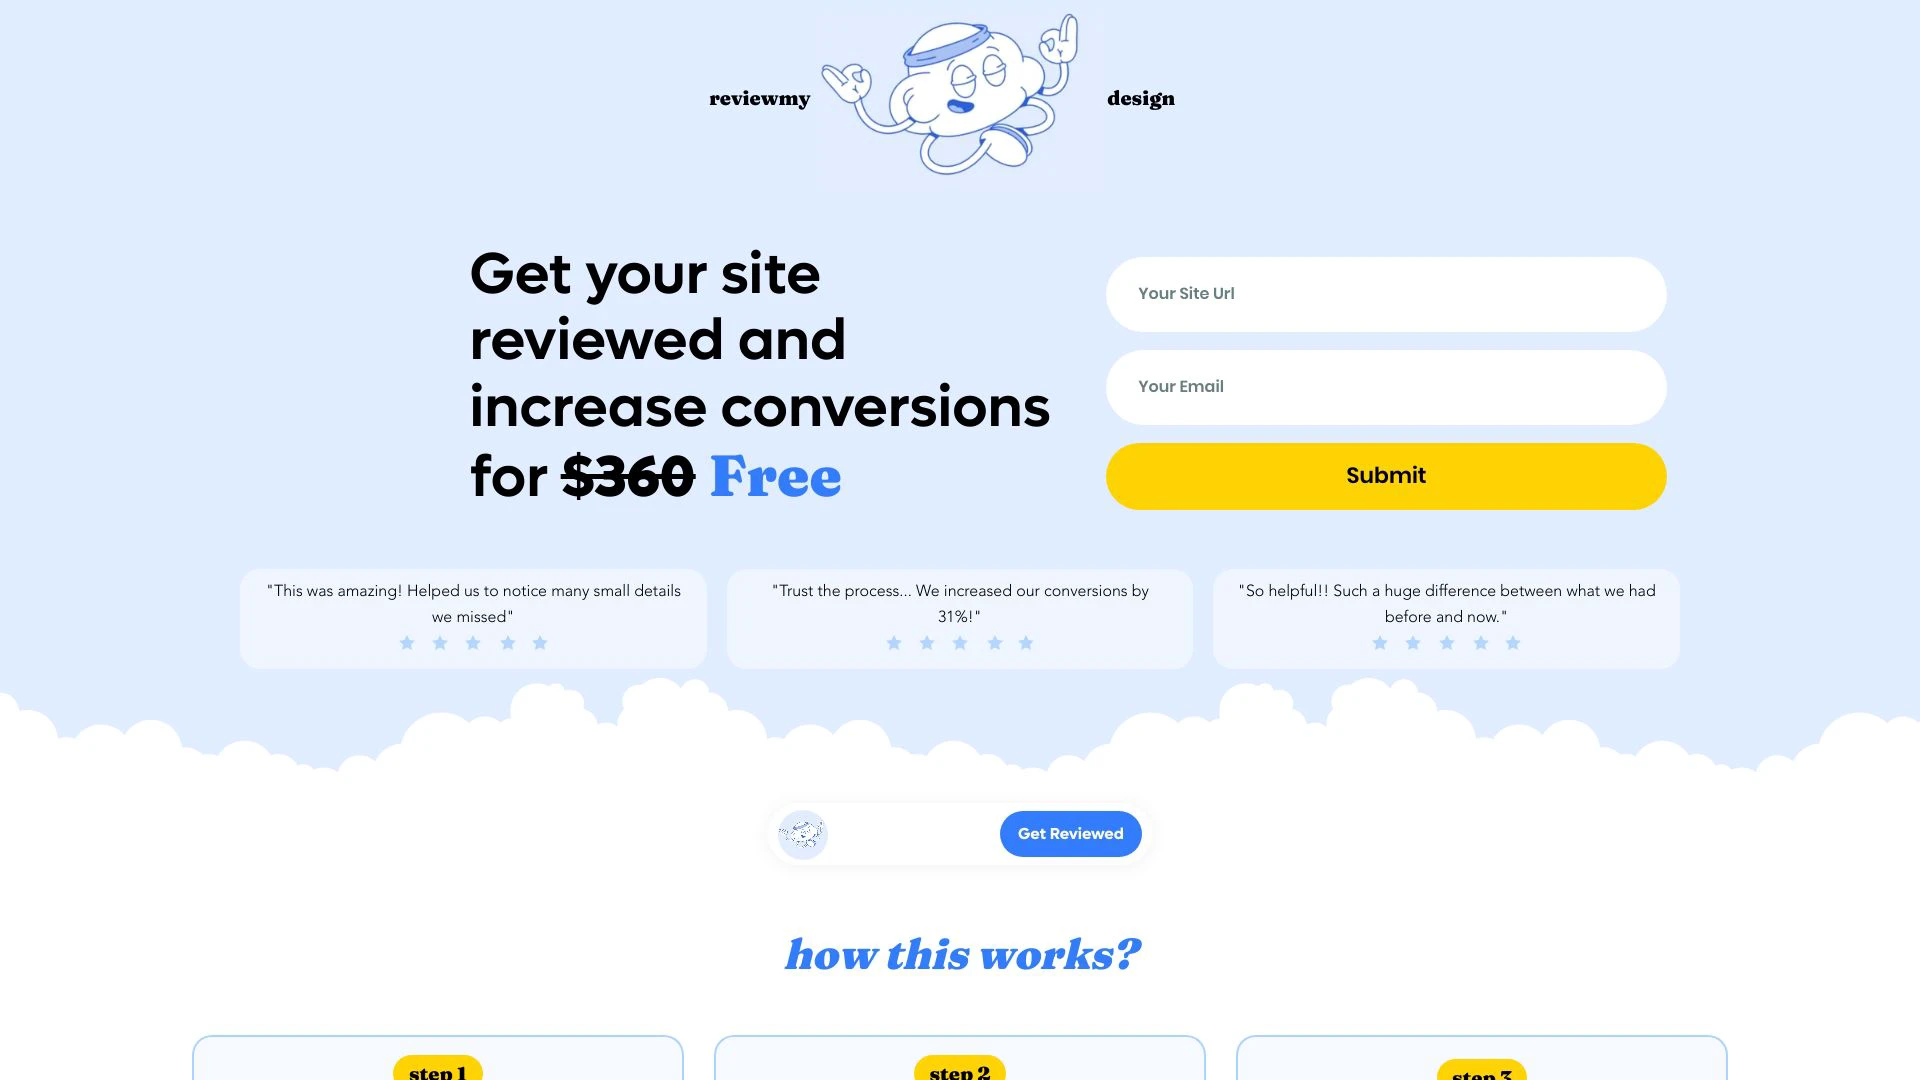 reviewmy
design
Get your site
reviewed and
increase conversions
for $360 Free
Your Site Url
Your Email
Submit
"This was amazing! Helped us to notice many small details
we missed"
"Trust the process... We increased our conversions by
31%!"
"So helpful!! Such a huge difference between what we had
before and now."
Get Reviewed
how this works?
step 1
step 2
step 3